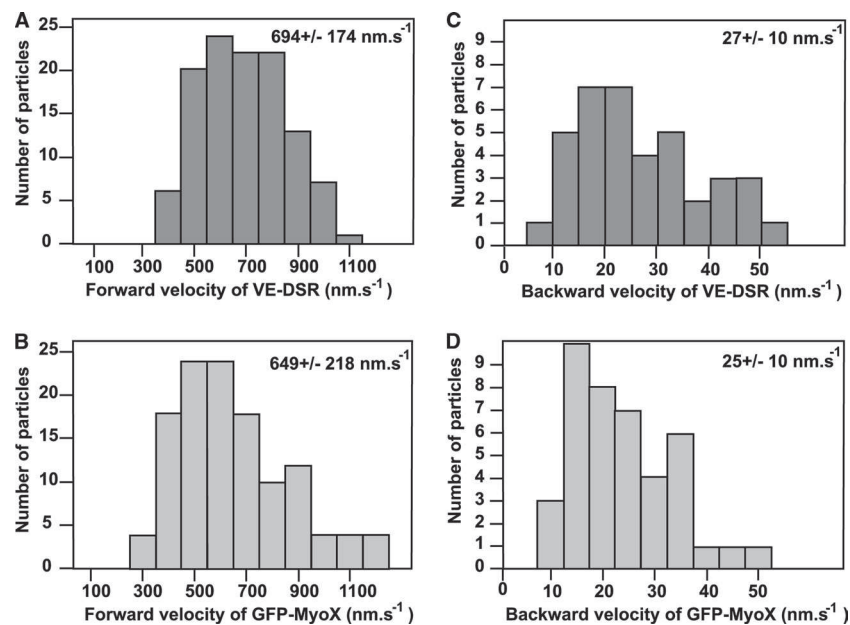 A
694+/- 174 nm.s-1
Number of particles
25
20
15
10
5
0
100 300 500 700 900 1100
Forward velocity of VE-DSR (nm.s-1)
C
27+/- 10 nm.s-1
Number of particles
9
8
7
6
5
4
3
2
1
0
0 10 20 30 40 50
Backward velocity of VE-DSR (nm.s-1)
B
649+/- 218 nm.s-1
Number of particles
25
20
15
10
5
0
100 300 500 700 900 1100
Forward velocity of GFP-MyoX (nm.s-1)
D
25+/- 10 nm.s-1
Number of particles
9
8
7
6
5
4
3
2
1
0
0 10 20 30 40 50
Backward velocity of GFP-MyoX (nm.s-1)